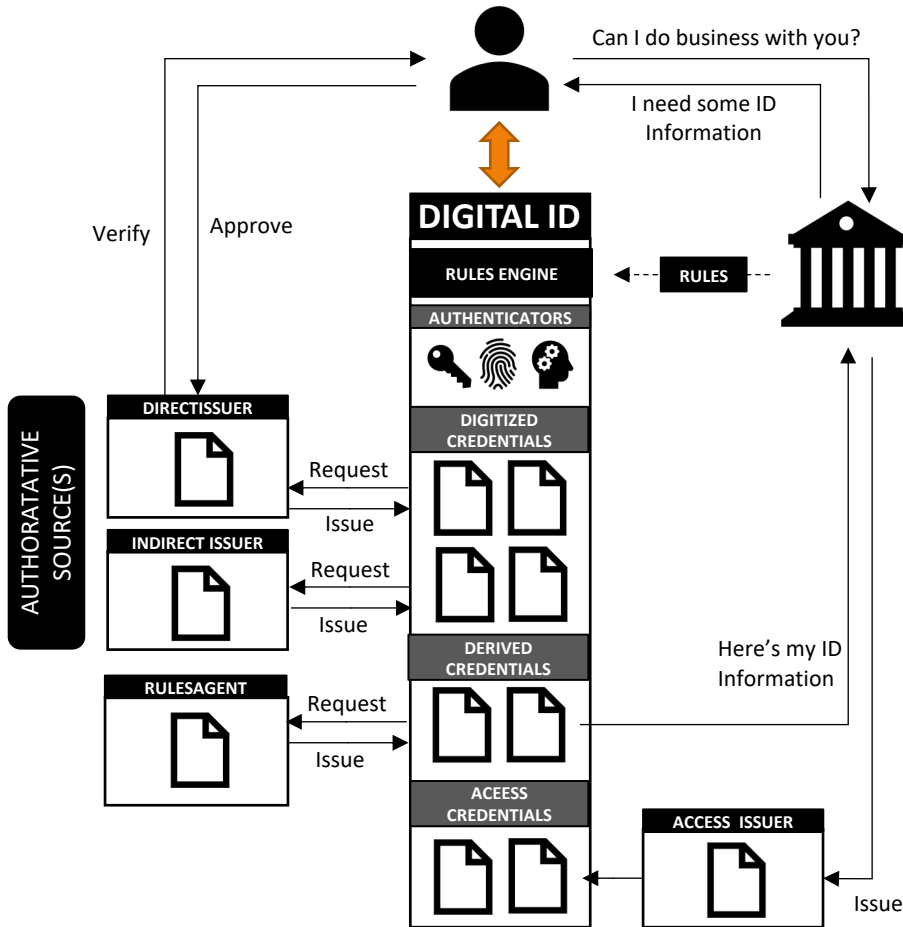 Can I do business with you?
I need some ID
Information
Verify
Approve
DIGITAL ID
RULES ENGINE
RULES
AUTHENTICATORS
AUTHORATATIVE
SOURCE(S)
DIRECTISSUER
DIGITIZED
CREDENTIALS
Request
Issue
INDIRECT ISSUER
Request
Issue
DERIVED
CREDENTIALS
Here’s my ID
Information
RULESAGENT
Request
Issue
ACEESS
CREDENTIALS
ACCESS ISSUER
Issue